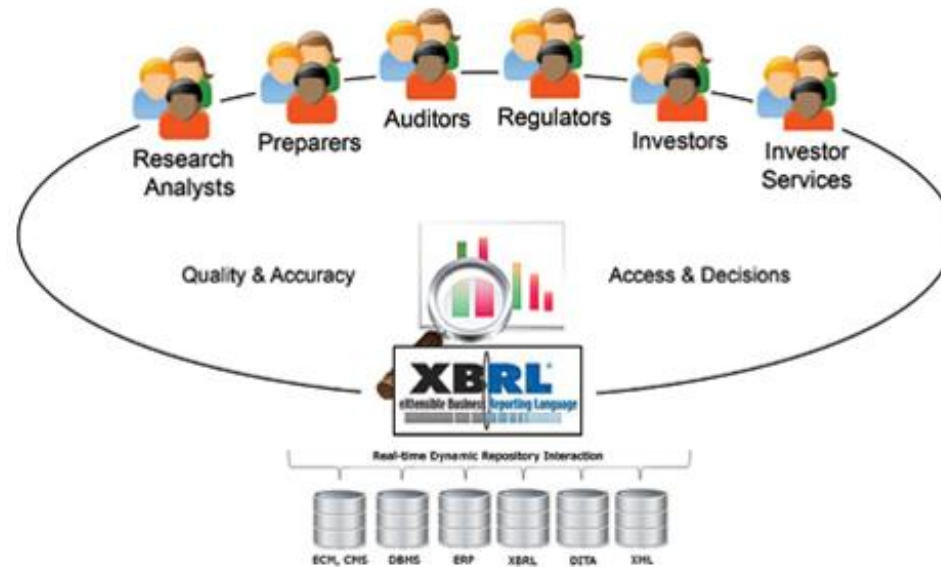 Research
Analysts
Preparers
Auditors
Regulators
Investors
Investor
Services
Quality & Accuracy
Access & Decisions
XBRL®
eXtensible Business Reporting Language
Real-time Dynamic Repository Interaction
ECM, CMS
DBMS
ERP
XBRL
DITA
XML